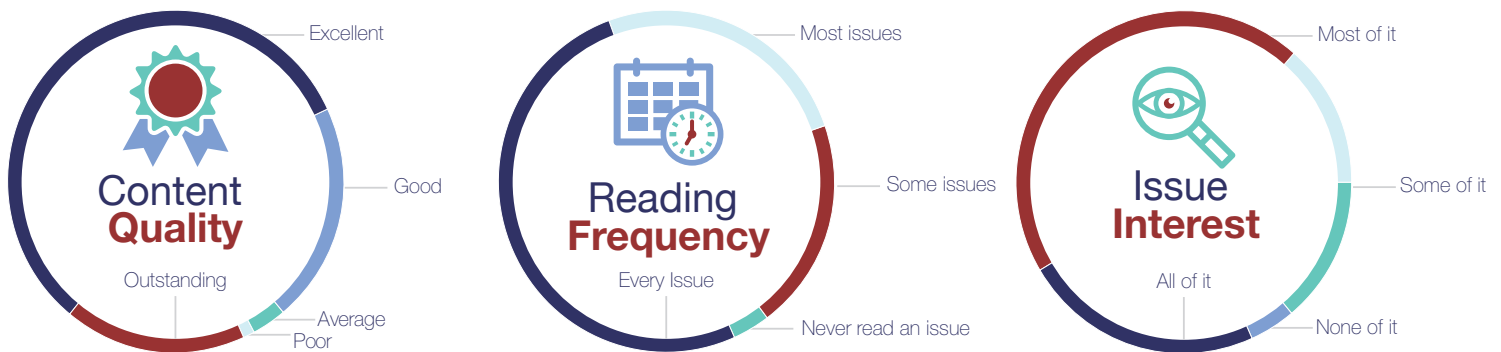 Excellent
Content
Quality
Good
Outstanding
Average
Poor
Most issues
Reading
Frequency
Some issues
Every Issue
Never read an issue
Most of it
Issue
Interest
Some of it
All of it
None of it